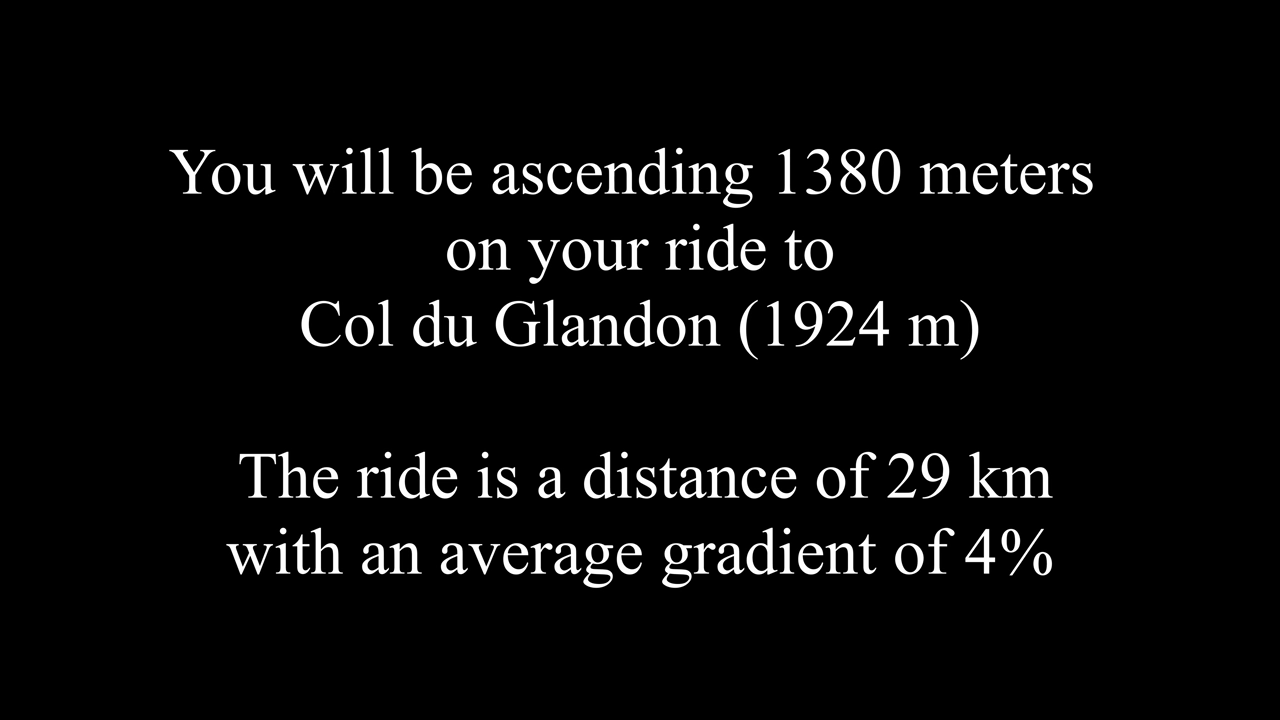 You will be ascending 1380 meters
on your ride to
Col du Glandon (1924 m)
The ride is a distance of 29 km
with an average gradient of 4%